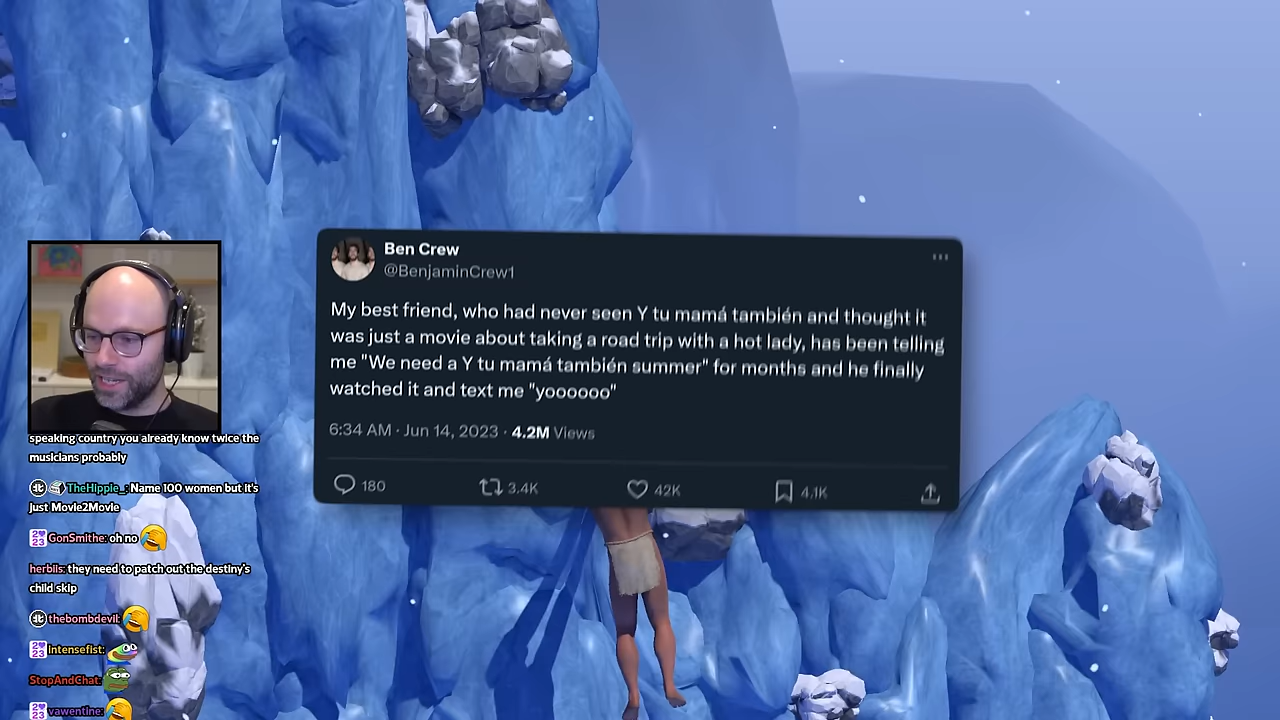 Ben Crew
@BenjaminCrew1
My best friend, who had never seen Y tu mamá también and thought it
was just a movie about taking a road trip with a hot lady, has been telling
me "We need a Y tu mamá también summer" for months and he finally
watched it and text me "yoooooo"
6:34 AM · Jun 14, 2023 · 4.2M Views
180 3.4K 42K 4.1K
speaking country you already know twice the
musicians probably
TheHippie_: Name 100 women but it's
just Movie2Movie
GonSmithe: oh no
herblis: they need to patch out the destiny's
child skip
thebombdevil:
Intensefist:
StopAndChat:
vawentine: